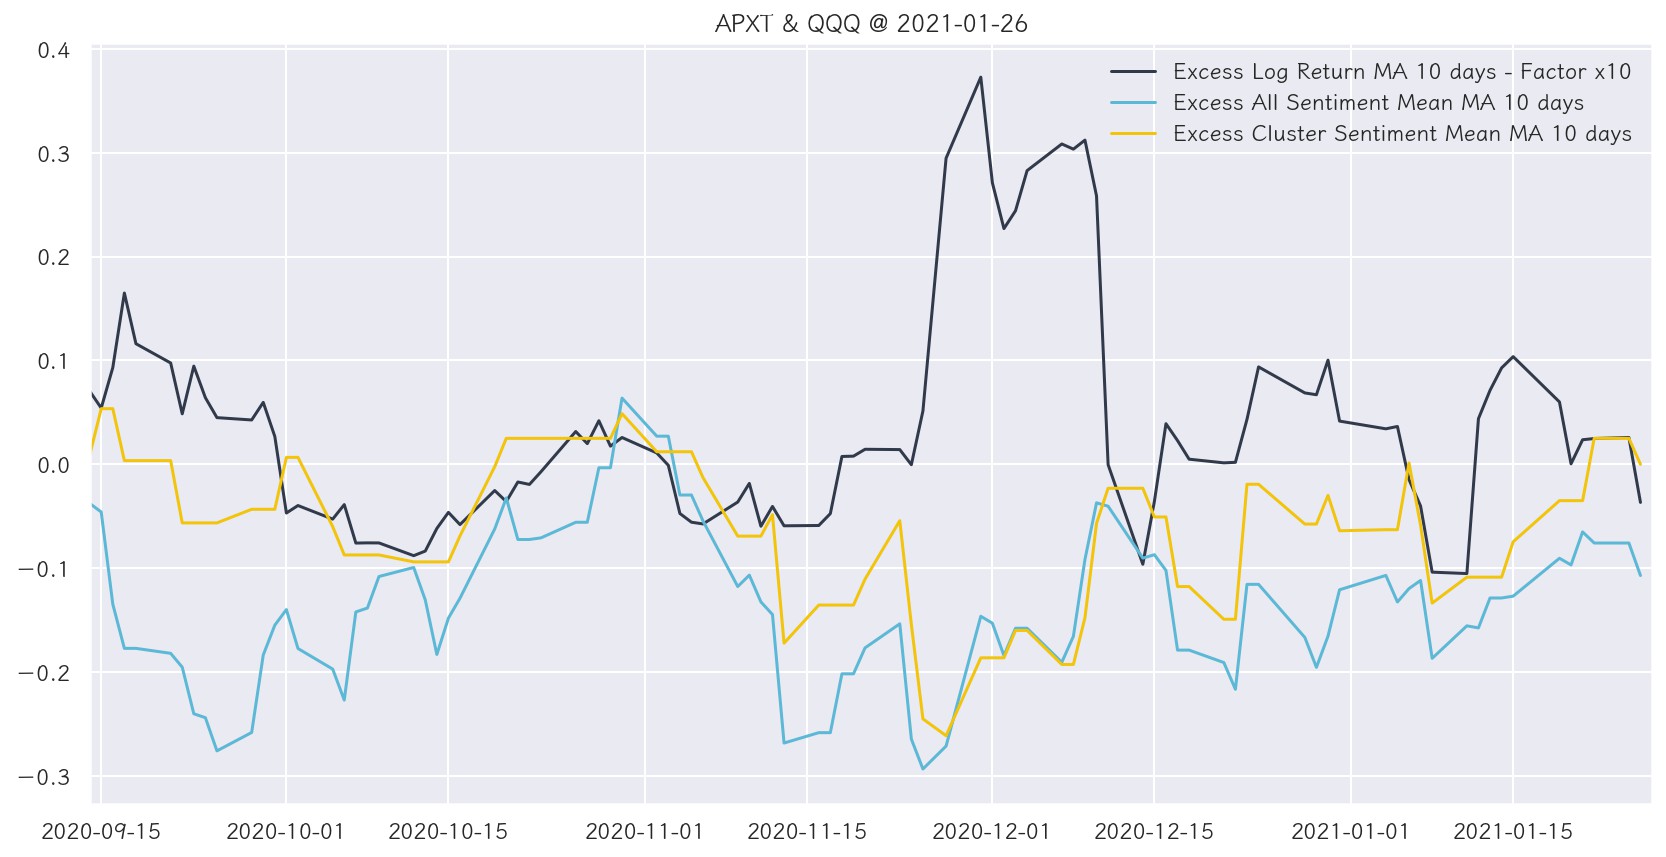 APXT & QQQ @ 2021-01-26
Excess Log Return MA 10 days - Factor x10
Excess All Sentiment Mean MA 10 days
Excess Cluster Sentiment Mean MA 10 days
0.4
0.3
0.2
0.1
0.0
−0.1
−0.2
−0.3
2020-09-15 2020-10-01 2020-10-15 2020-11-01 2020-11-15 2020-12-01 2020-12-15 2021-01-01 2021-01-15